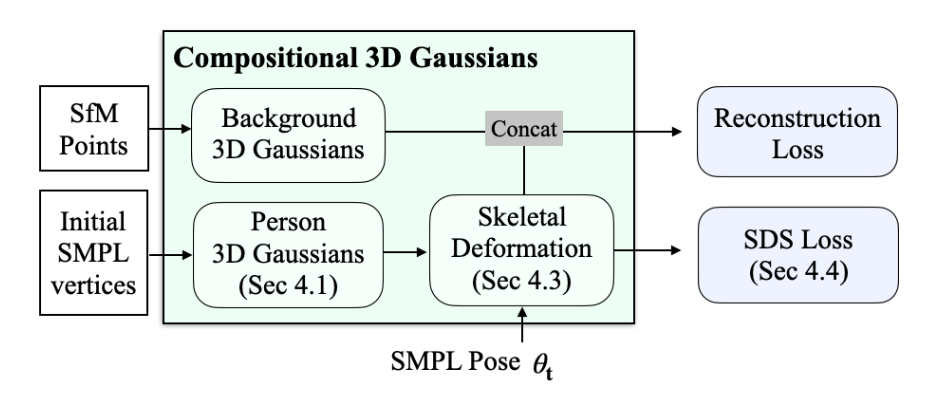 Compositional 3D Gaussians
SfM
Points
Background
3D Gaussians
Concat
Reconstruction
Loss
Initial
SMPL
vertices
Person
3D Gaussians
(Sec 4.1)
Skeletal
Deformation
(Sec 4.3)
SDS Loss
(Sec 4.4)
SMPL Pose θt